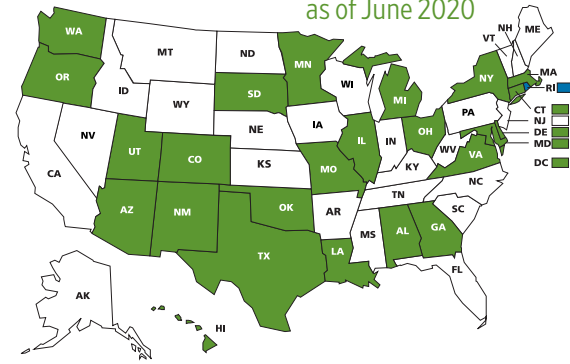 as of June 2020
WA
OR
CA
NV
ID
MT
WY
UT
CO
AZ
NM
ND
SD
NE
KS
OK
TX
MN
IA
MO
AR
LA
WI
IL
MI
IN
OH
KY
TN
MS
AL
GA
FL
SC
NC
VA
WV
PA
NY
VT
NH
ME
MA
RI
CT
NJ
DE
MD
DC
AK
HI